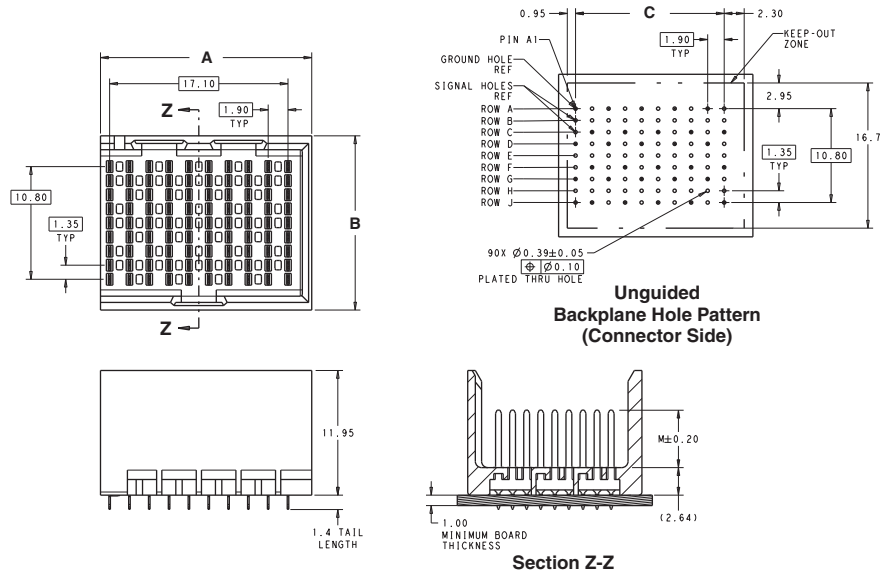 A
17.10
Z
1.90
TYP
10.80
1.35
TYP
B
Z
0.95
C
2.30
PIN A1
1.90
TYP
KEEP-OUT
ZONE
GROUND HOLE
REF
SIGNAL HOLES
REF
2.95
ROW A
ROW B
ROW C
ROW D
ROW E
ROW F
ROW G
ROW H
ROW J
1.35
TYP
10.80
16.7
90X Ø0.39±0.05
⌖ Ø0.10
PLATED THRU HOLE
Unguided
Backplane Hole Pattern
(Connector Side)
11.95
1.4 TAIL
LENGTH
M±0.20
(2.64)
1.00
MINIMUM BOARD
THICKNESS
Section Z-Z